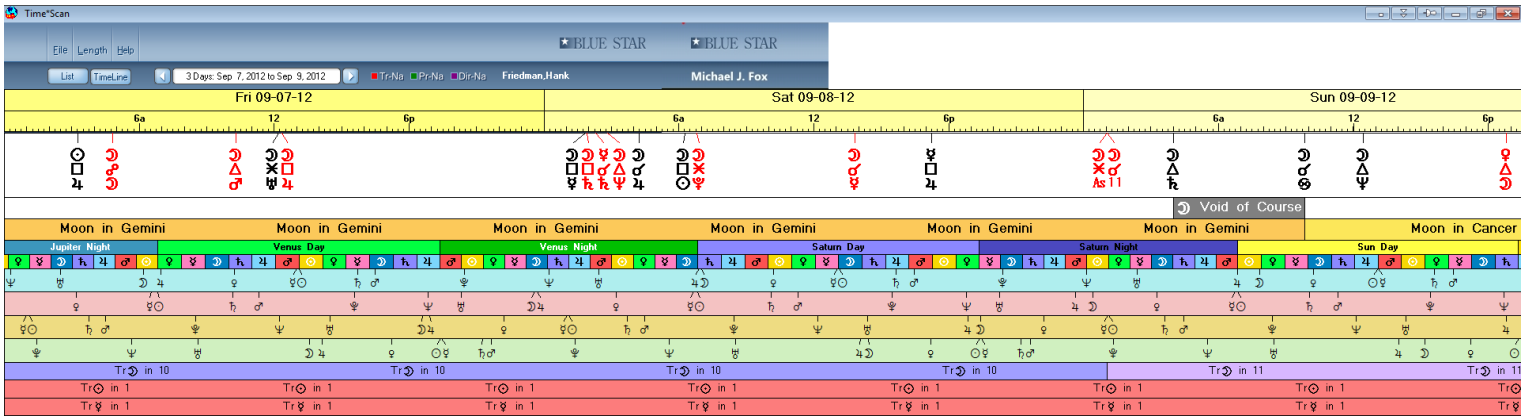 Time*Scan
BLUE STAR BLUE STAR
File Length Help
List TimeLine 3 Days: Sep 7, 2012 to Sep 9, 2012 Tr-Na Pr-Na Dir-Na Friedman,Hank Michael J. Fox
Fri 09-07-12 Sat 09-08-12 Sun 09-09-12
6a 12 6p 6a 12 6p 6a 12 6p
☉ ☽ ☽ ☽ ☽ ☽ ☽ ☿ ☽ ☽ ☽ ☽ ☽ ☿ ☽ ☽ ☽ ☽ ☽ ♀
□ ☍ △ ⚹ □ □ □ ☌ △ ☌ □ ⚹ ☌ □ ⚹ ☌ △ ☌ △ △
♃ ☽ ♂ ♅ ♃ ☿ ♄ ♄ ♆ ♃ ☉ ♆ ☿ ♃ As 11 ♄ ⊗ ♆ ☽
☽ Void of Course
Moon in Gemini Moon in Gemini Moon in Gemini Moon in Gemini Moon in Gemini Moon in Gemini Moon in Cancer
Jupiter Night Venus Day Venus Night Saturn Day Saturn Night Sun Day
Tr☽ in 10 Tr☽ in 10 Tr☽ in 10 Tr☽ in 10 Tr☽ in 11 Tr☽ in 11
Tr☉ in 1 Tr☉ in 1 Tr☉ in 1 Tr☉ in 1 Tr☉ in 1 Tr☉ in 1 Tr☉ in 1 Tr☉
Tr☿ in 1 Tr☿ in 1 Tr☿ in 1 Tr☿ in 1 Tr☿ in 1 Tr☿ in 1 Tr☿ in 1 Tr☿